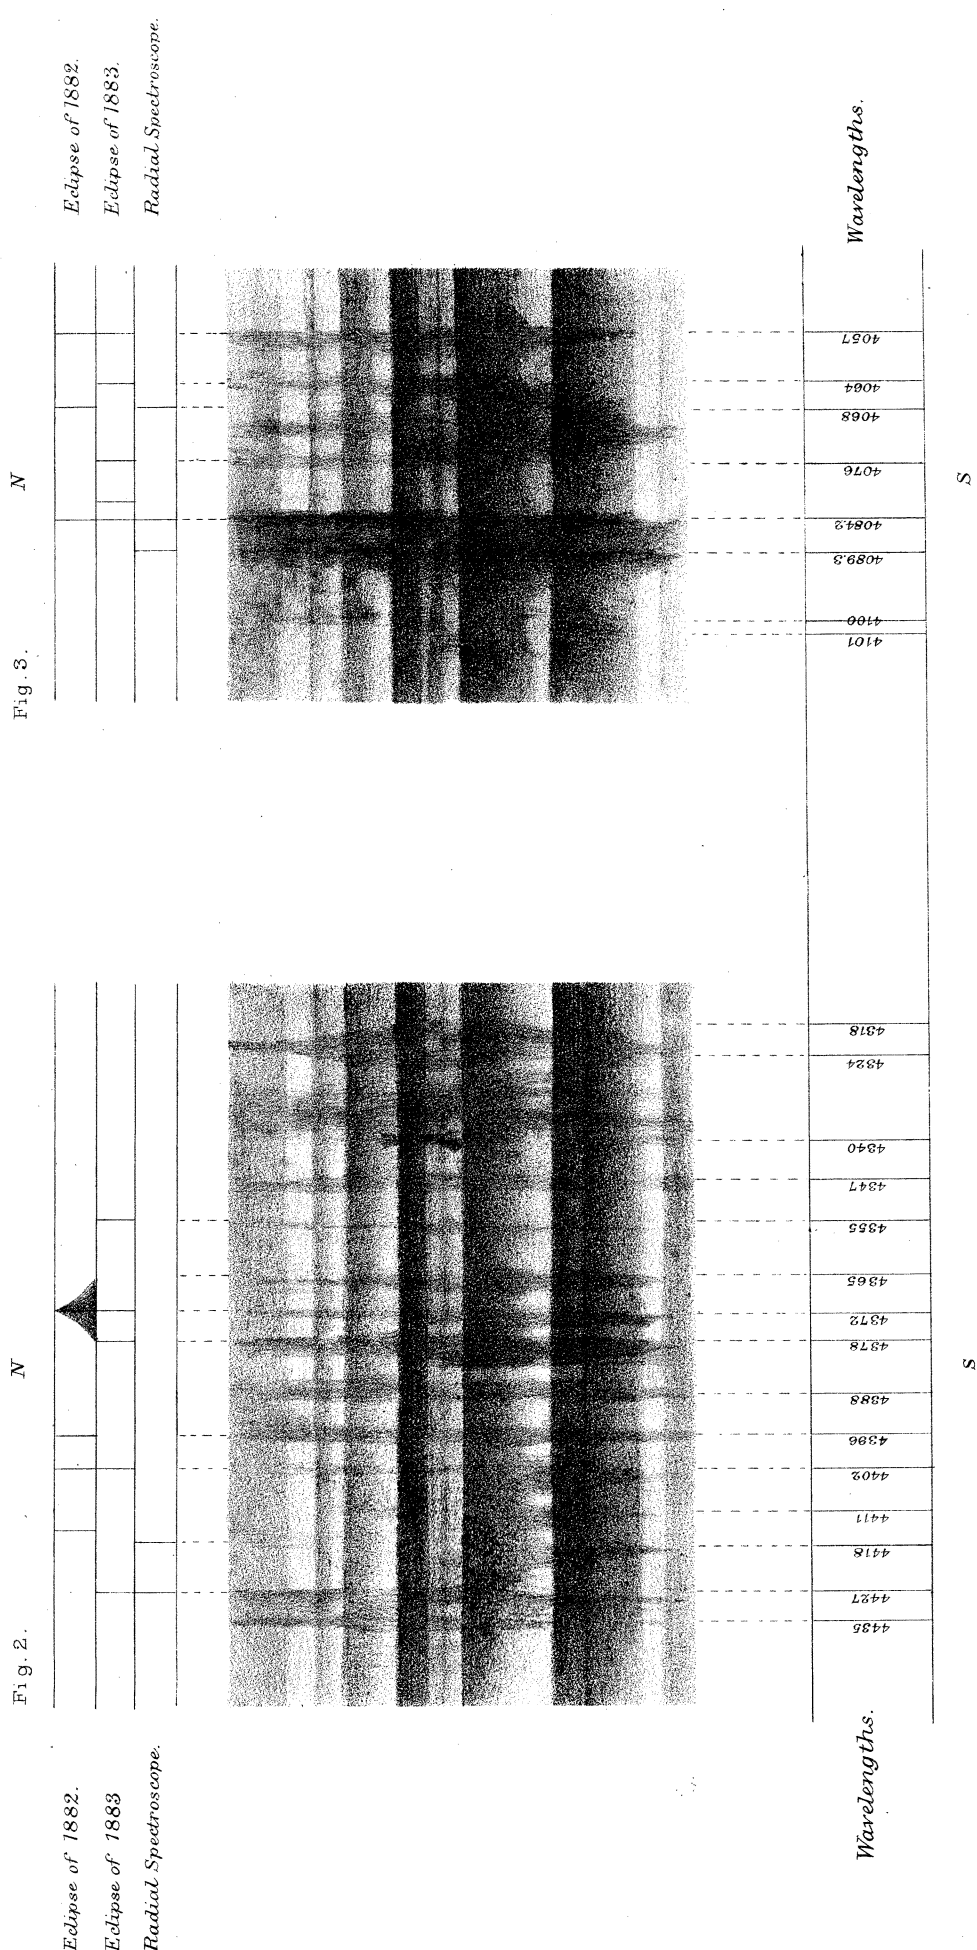 Fig. 2.
N
Fig. 3.
N
Eclipse of 1882.
Eclipse of 1883
Radial Spectroscope.
Eclipse of 1882.
Eclipse of 1883.
Radial Spectroscope.
Wavelengths.
4435
4427
4418
4411
4402
4396
4388
4378
4372
4365
4355
4347
4340
4324
4318
4101
4100
4089.3
4084.2
4076
4068
4064
4057
Wavelengths.
S
S